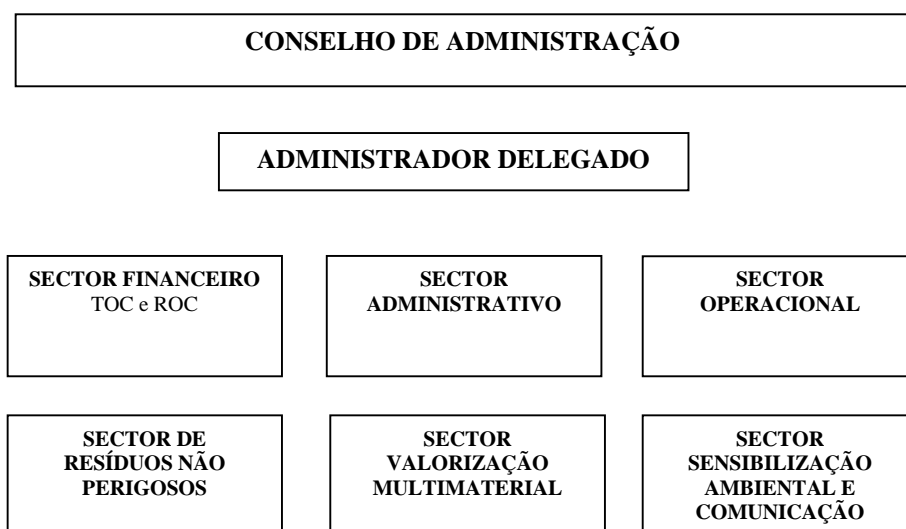 CONSELHO DE ADMINISTRAÇÃO
ADMINISTRADOR DELEGADO
SECTOR FINANCEIRO
TOC e ROC
SECTOR
ADMINISTRATIVO
SECTOR
OPERACIONAL
SECTOR DE
RESÍDUOS NÃO
PERIGOSOS
SECTOR
VALORIZAÇÃO
MULTIMATERIAL
SECTOR
SENSIBILIZAÇÃO
AMBIENTAL E
COMUNICAÇÃO